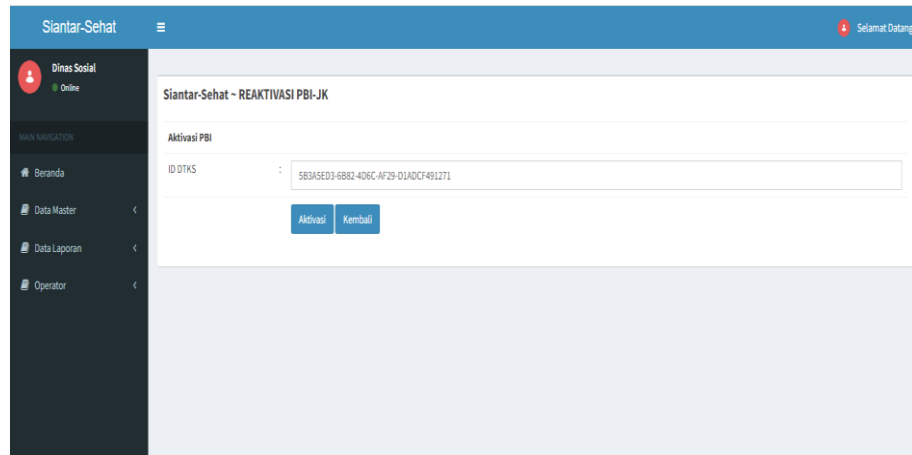 Siantar-Sehat
Selamat Datang
Dinas Sosial
Online
Siantar-Sehat ~ REAKTIVASI PBI-JK
MAIN NAVIGATION
Aktivasi PBI
Beranda
ID DTKS : 5B3A5ED3-6B82-4D6C-AF29-D1ADCF491271
Data Master
Aktivasi Kembali
Data Laporan
Operator